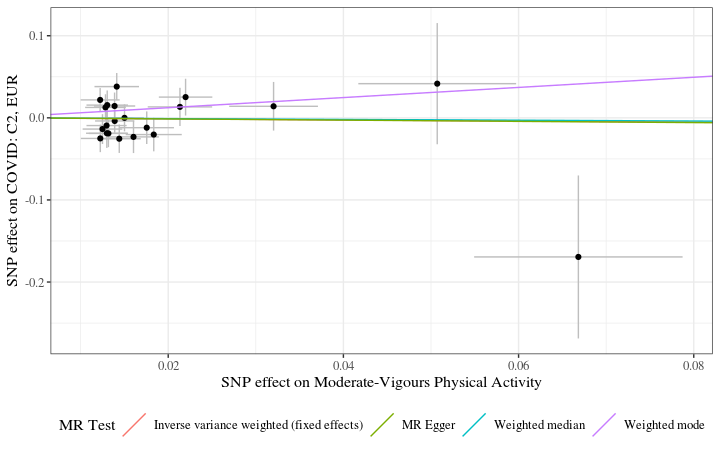 0.1
0.0
-0.1
-0.2
SNP effect on COVID: C2, EUR
0.02
0.04
0.06
0.08
SNP effect on Moderate-Vigours Physical Activity
MR Test
Inverse variance weighted (fixed effects)
MR Egger
Weighted median
Weighted mode